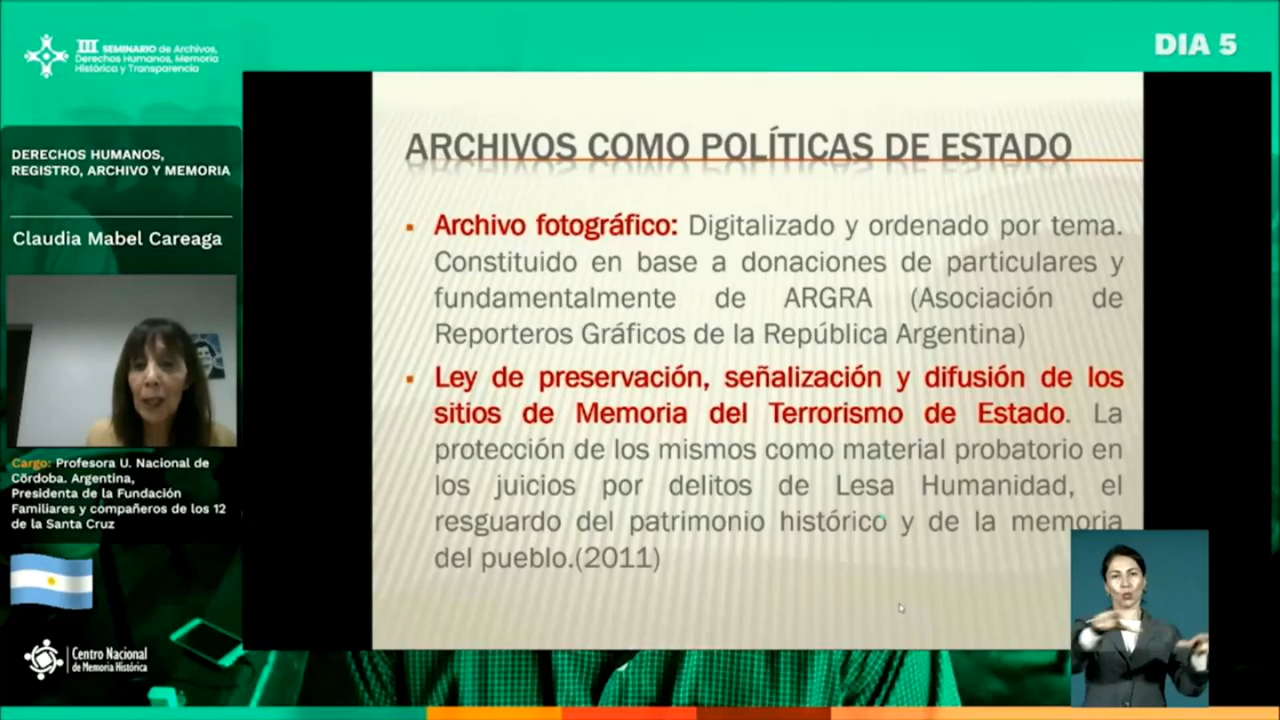 III SEMINARIO de Archivos,
Derechos Humanos, Memoria
Histórica y Transparencia
DIA 5
DERECHOS HUMANOS,
REGISTRO, ARCHIVO Y MEMORIA
Claudia Mabel Careaga
Cargo: Profesora U. Nacional de
Córdoba. Argentina,
Presidenta de la Fundación
Familiares y compañeros de los 12
de la Santa Cruz
Centro Nacional
de Memoria Histórica
ARCHIVOS COMO POLÍTICAS DE ESTADO
▪ Archivo fotográfico: Digitalizado y ordenado por tema.
Constituido en base a donaciones de particulares y
fundamentalmente de ARGRA (Asociación de
Reporteros Gráficos de la República Argentina)
▪ Ley de preservación, señalización y difusión de los
sitios de Memoria del Terrorismo de Estado. La
protección de los mismos como material probatorio en
los juicios por delitos de Lesa Humanidad, el
resguardo del patrimonio histórico y de la memoria
del pueblo.(2011)